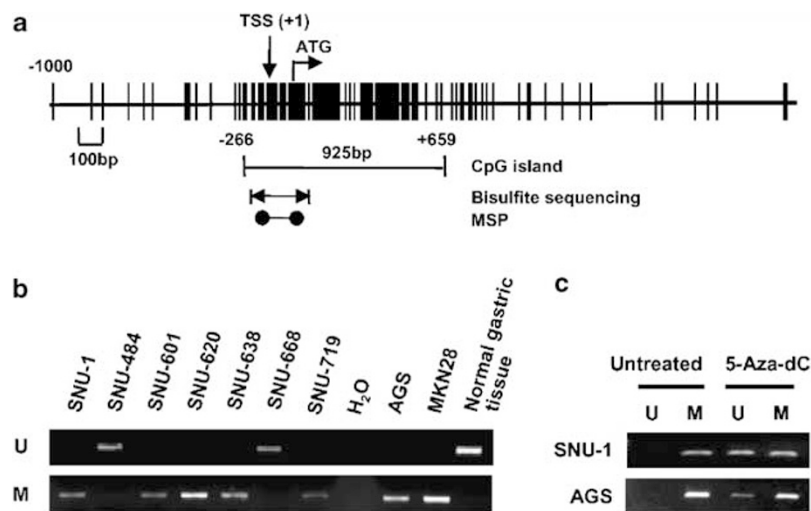 a
TSS (+1)
ATG
-1000
100bp
-266
+659
925bp
CpG island
Bisulfite sequencing
MSP
b
SNU-1
SNU-484
SNU-601
SNU-620
SNU-638
SNU-668
SNU-719
H₂O
AGS
MKN28
Normal gastric
tissue
U
M
c
Untreated
5-Aza-dC
U M U M
SNU-1
AGS